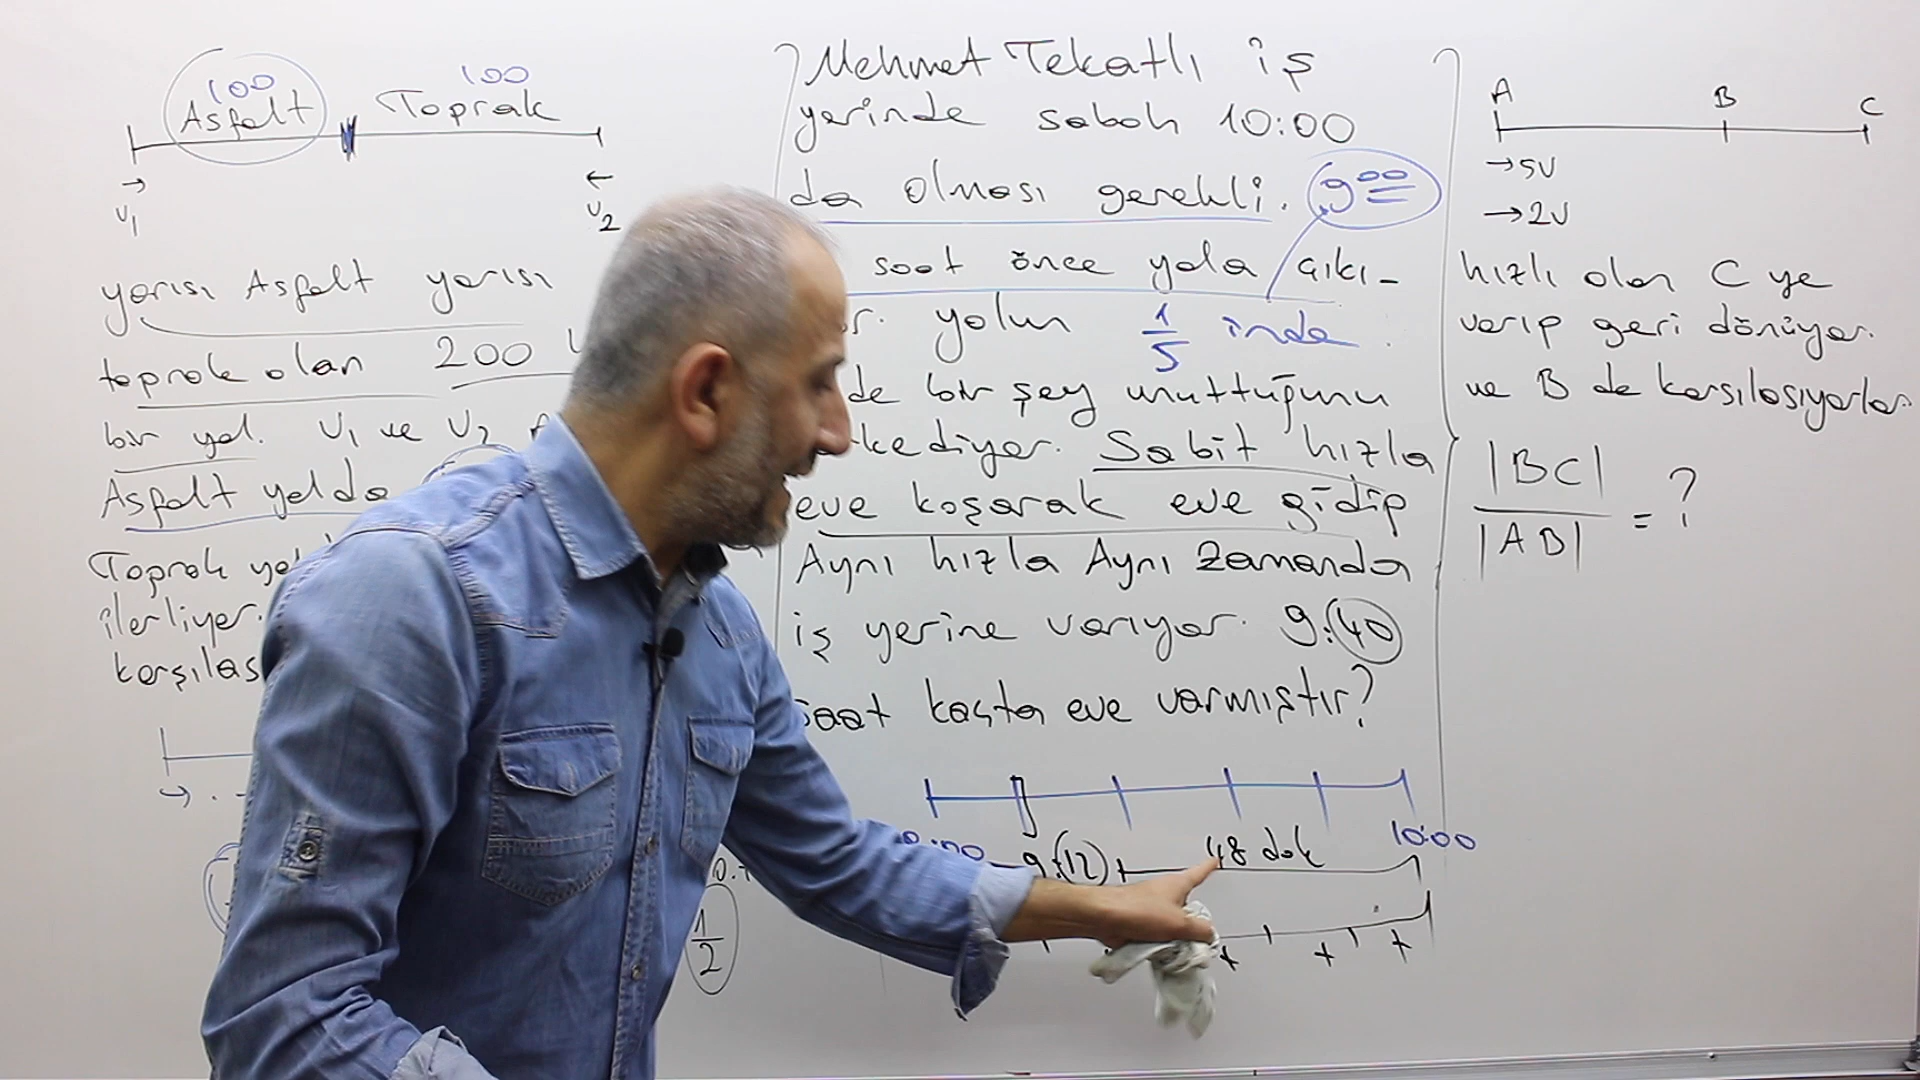 100 100
Asfalt Toprak
V1 V2
yarısı Asfalt yarısı
toprak olan 200
bir yol. V1 ve V2
Asfalt yolda
Toprak
ilerliyor.
1
2
Mehmet Tekatlı iş
yerinde sabah 10:00
da olması gerekli. 9 00
saat önce yola çıkı-
yolun 1/5 inde.
de bir şey unuttuğunu
Sabit hızla
eve koşarak eve gidip
Aynı hızla Aynı zamanda
iş yerine varıyor. 9:40
saat kaçta eve varmıştır?
10:00
9:12 48 dak
A B C
→5V
→2V
hızlı olan C ye
varıp geri dönüyor.
ve B de karşılaşıyorlar.
|BC|
|AB| = ?